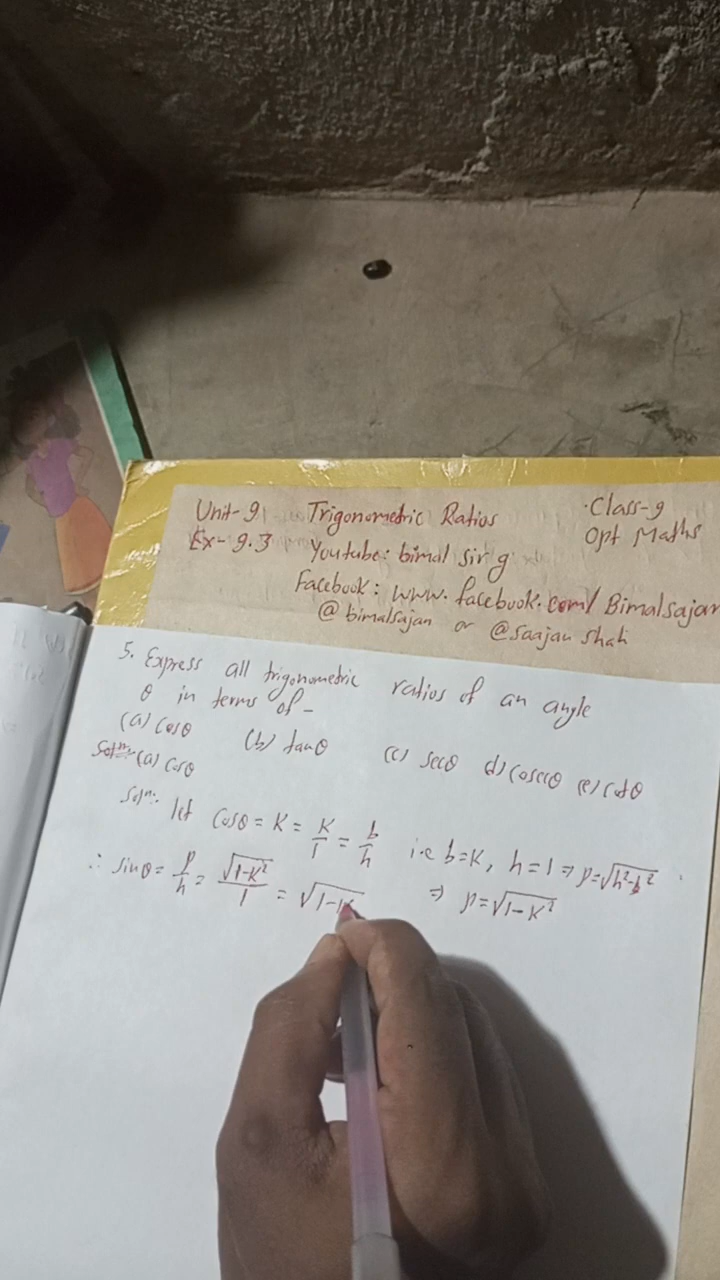 Unit-9 Trigonometric Ratios Class-9
Ex-9.3 Youtube: bimal sir g Opt Maths
Facebook: www.facebook.com/Bimalsajan
@bimalsajan or @saajan shah
5. Express all trigonometric ratios of an angle
θ in terms of -
(a) cosθ (b) tanθ (c) secθ d) cosecθ (e) cotθ
Solⁿ: (a) cosθ
Solⁿ: let cosθ = K = K/1 = b/h i.e b=K, h=1 ⇒ p=√(h²-b²)
∴ sinθ = p/h = √(1-K²)/1 = √(1-K ⇒ p=√(1-K²)